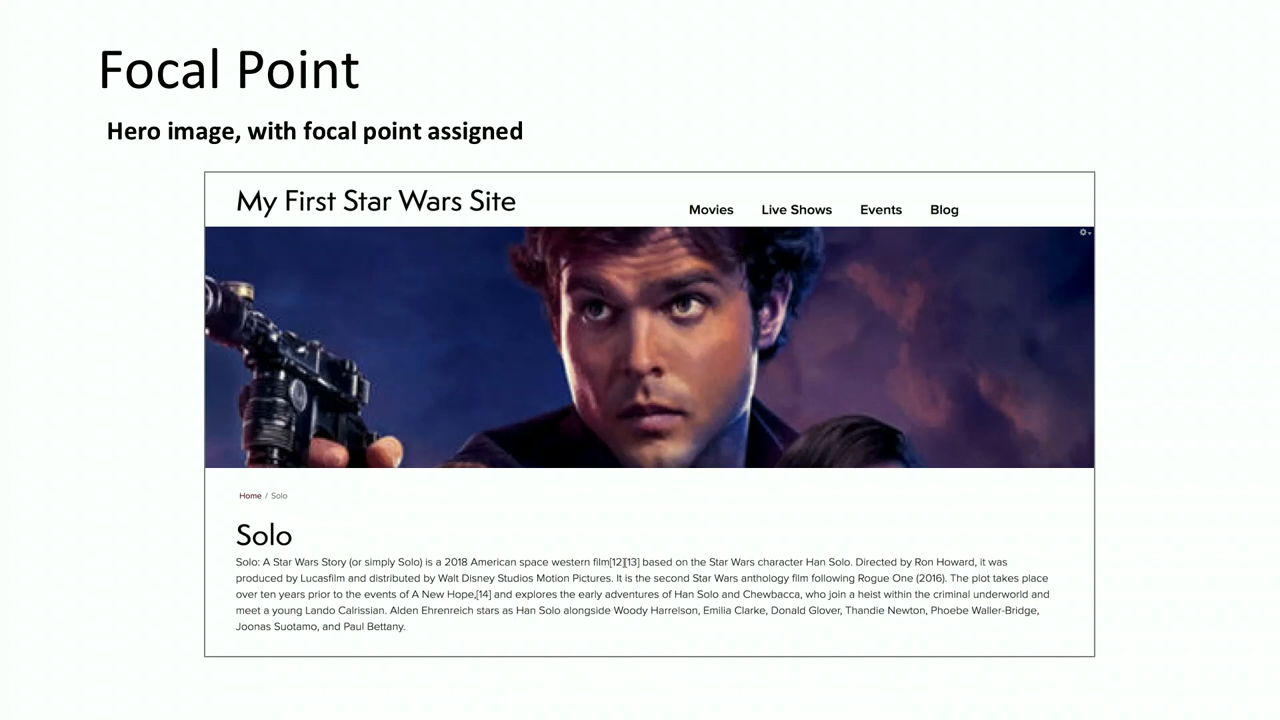 Focal Point
Hero image, with focal point assigned
My First Star Wars Site
Movies Live Shows Events Blog
Home / Solo
Solo
Solo: A Star Wars Story (or simply Solo) is a 2018 American space western film[12][13] based on the Star Wars character Han Solo. Directed by Ron Howard, it was
produced by Lucasfilm and distributed by Walt Disney Studios Motion Pictures. It is the second Star Wars anthology film following Rogue One (2016). The plot takes place
over ten years prior to the events of A New Hope,[14] and explores the early adventures of Han Solo and Chewbacca, who join a heist within the criminal underworld and
meet a young Lando Calrissian. Alden Ehrenreich stars as Han Solo alongside Woody Harrelson, Emilia Clarke, Donald Glover, Thandie Newton, Phoebe Waller-Bridge,
Joonas Suotamo, and Paul Bettany.